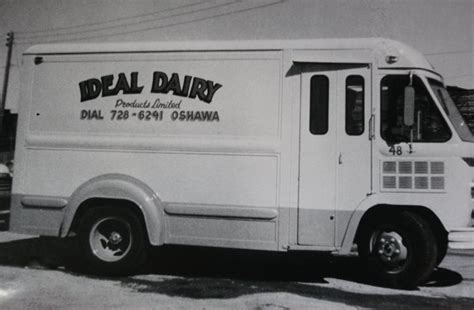 IDEAL DAIRY
Products Limited
DIAL 728-6241 OSHAWA
48